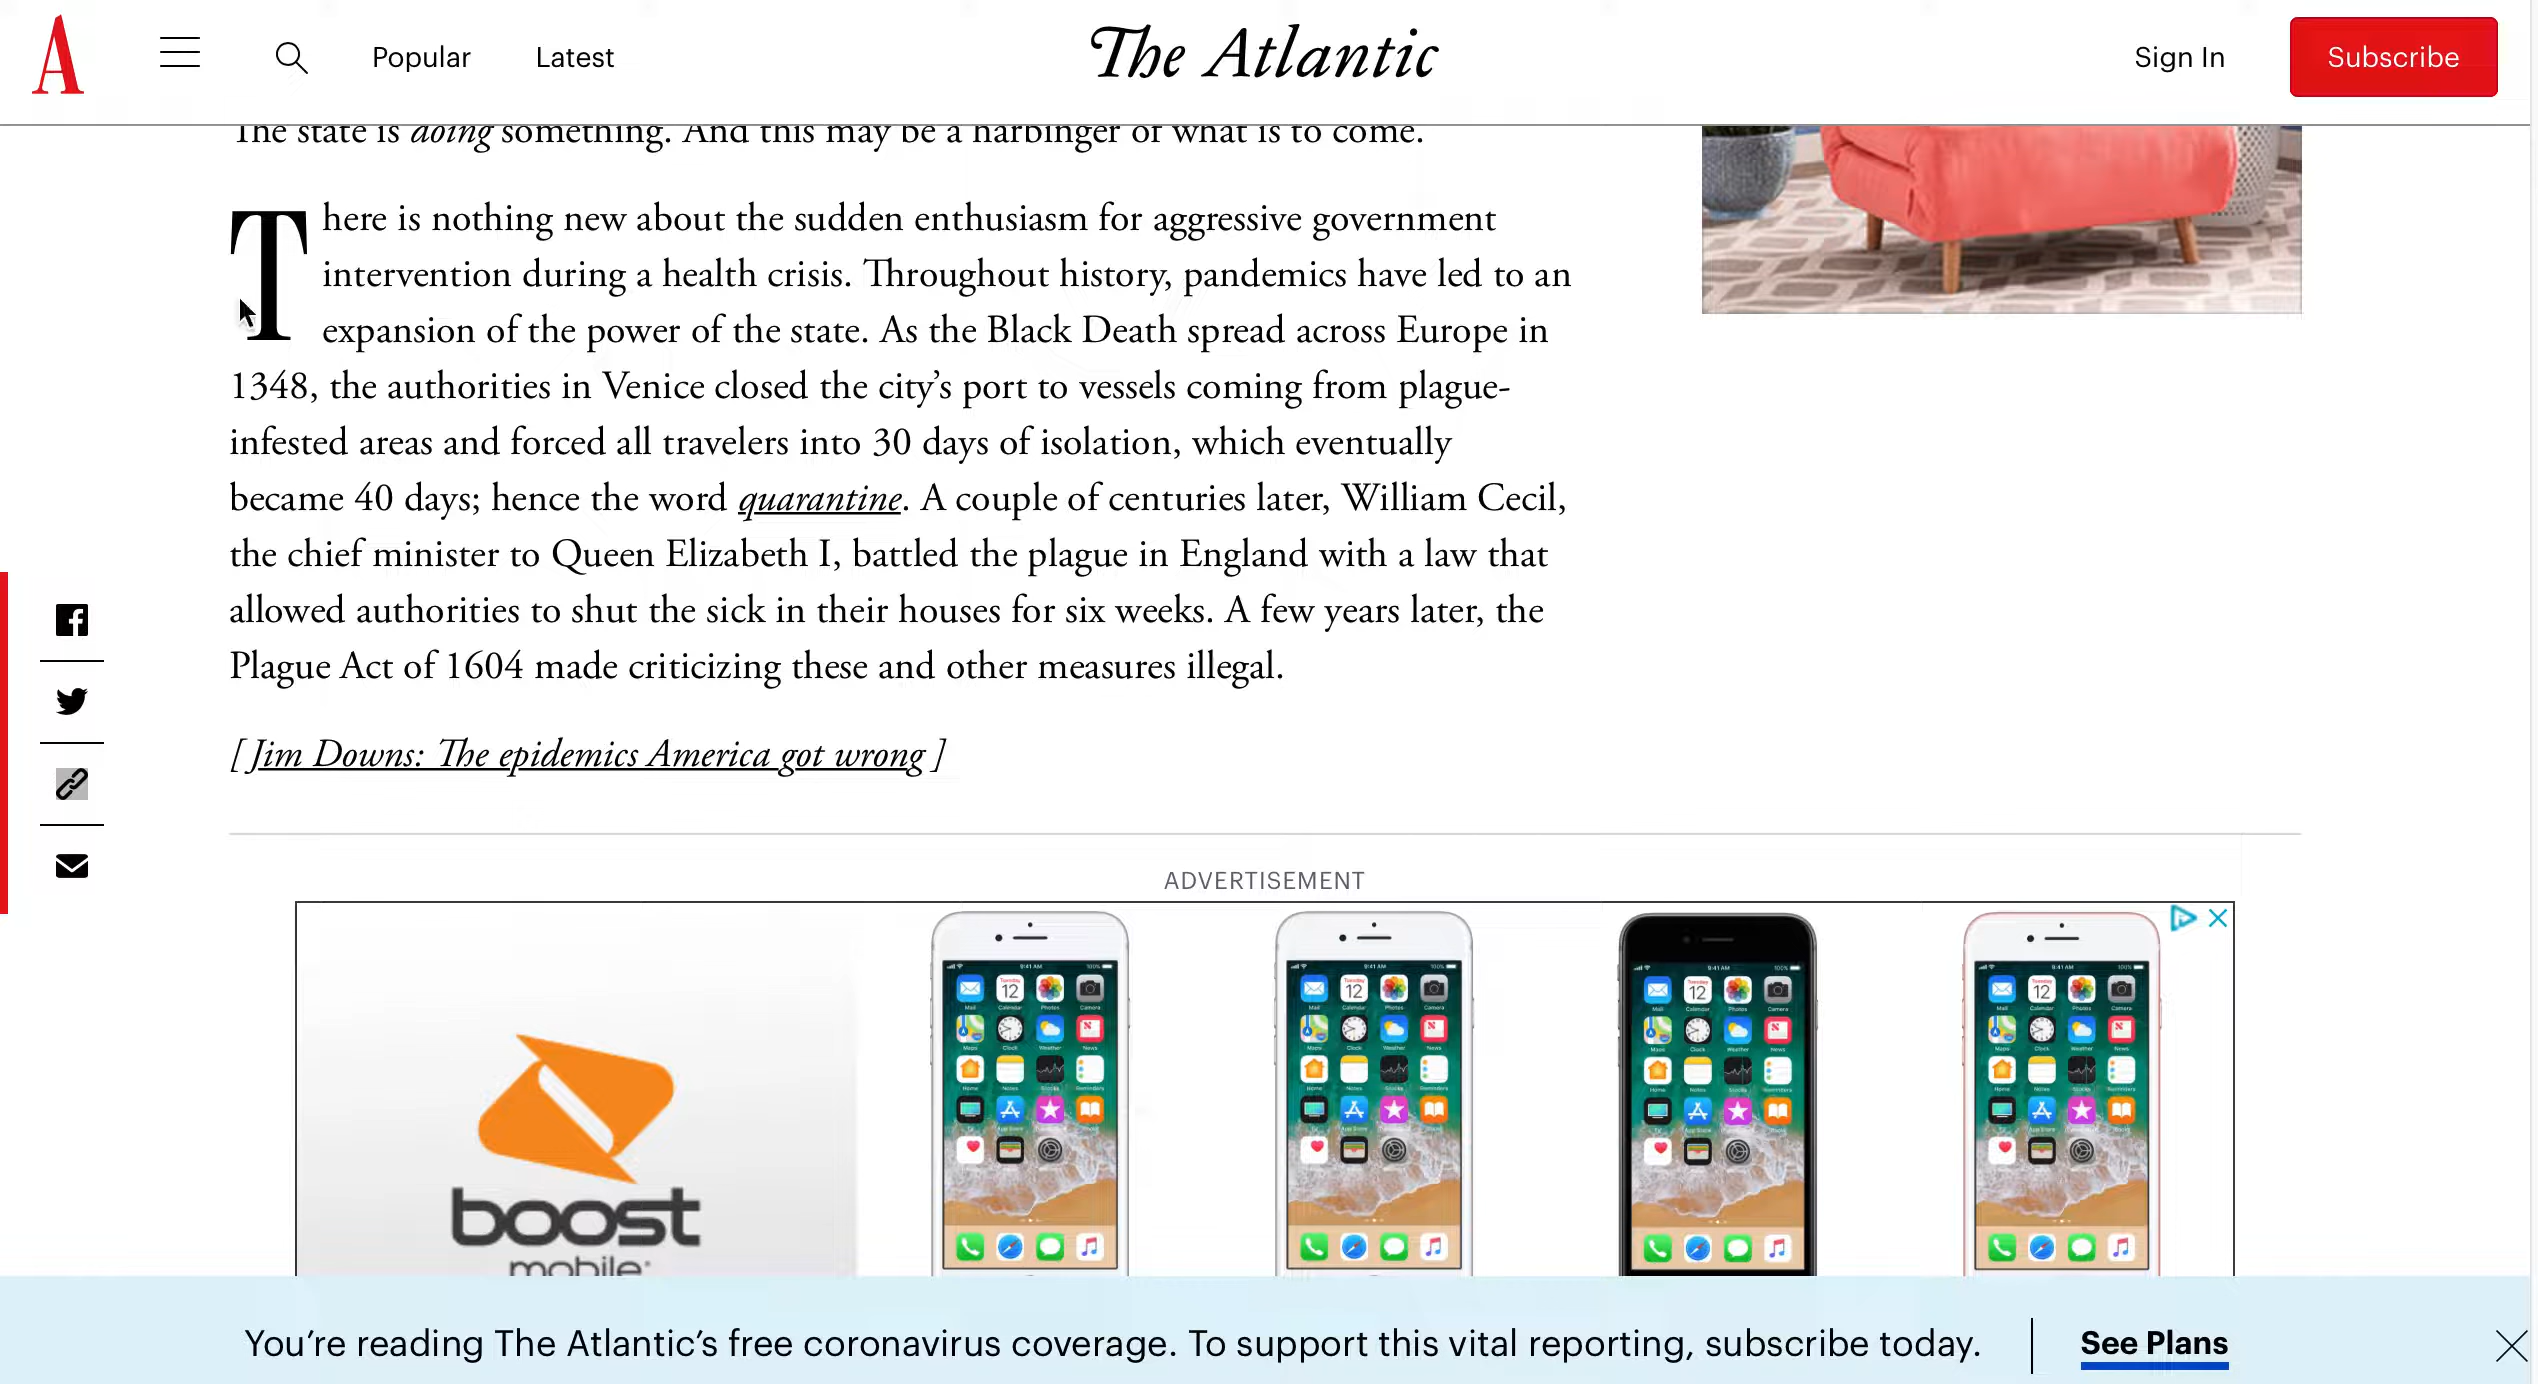 A
Popular
Latest
The Atlantic
Sign In
Subscribe
The state is doing something. And this may be a harbinger of what is to come.
There is nothing new about the sudden enthusiasm for aggressive government
intervention during a health crisis. Throughout history, pandemics have led to an
expansion of the power of the state. As the Black Death spread across Europe in
1348, the authorities in Venice closed the city’s port to vessels coming from plague-
infested areas and forced all travelers into 30 days of isolation, which eventually
became 40 days; hence the word quarantine. A couple of centuries later, William Cecil,
the chief minister to Queen Elizabeth I, battled the plague in England with a law that
allowed authorities to shut the sick in their houses for six weeks. A few years later, the
Plague Act of 1604 made criticizing these and other measures illegal.
[ Jim Downs: The epidemics America got wrong ]
ADVERTISEMENT
boost
mobile
You’re reading The Atlantic’s free coronavirus coverage. To support this vital reporting, subscribe today.
See Plans